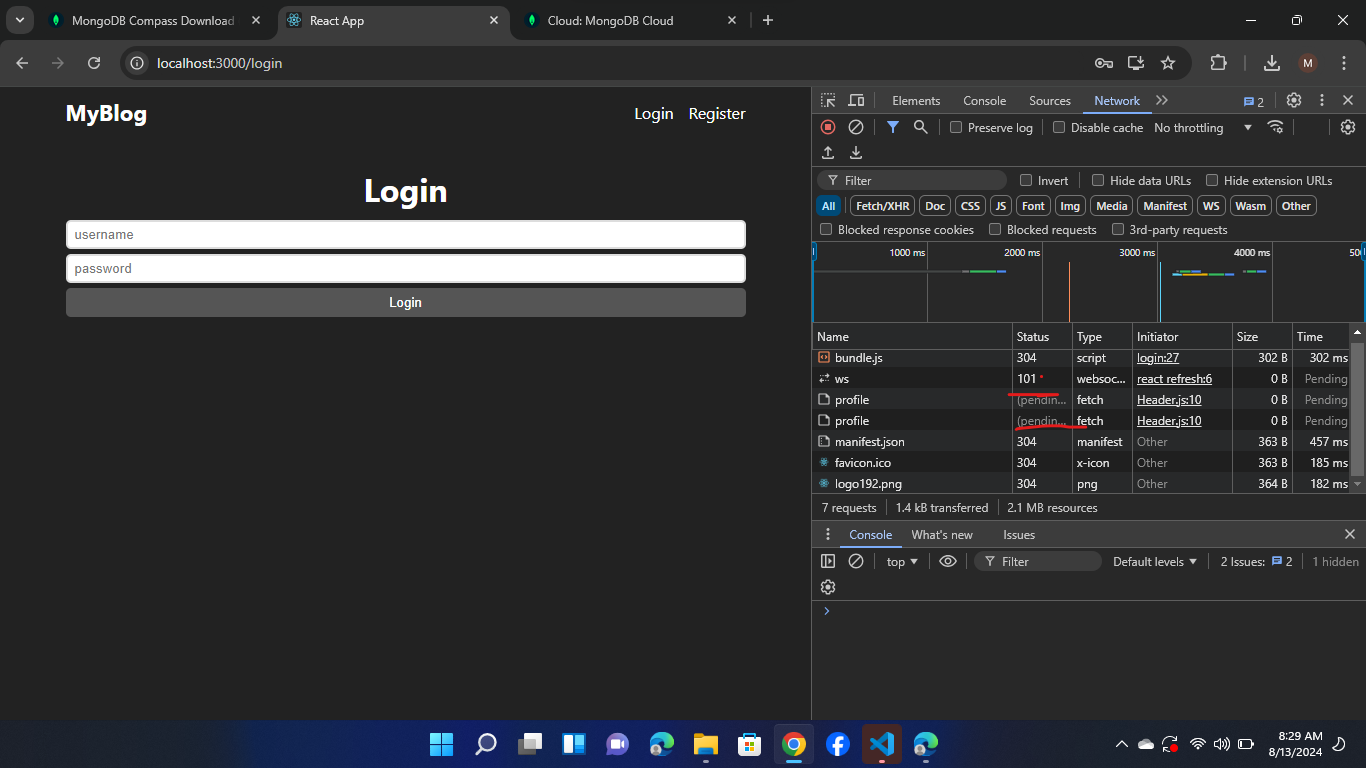 MongoDB Compass Download
React App
Cloud: MongoDB Cloud
localhost:3000/login
M
MyBlog
Login Register
Login
username
password
Login
Elements Console Sources Network 2
Preserve log Disable cache No throttling
Filter Invert Hide data URLs Hide extension URLs
All Fetch/XHR Doc CSS JS Font Img Media Manifest WS Wasm Other
Blocked response cookies Blocked requests 3rd-party requests
1000 ms 2000 ms 3000 ms 4000 ms 500
Name Status Type Initiator Size Time
bundle.js 304 script login:27 302 B 302 ms
ws 101 websoc... react refresh:6 0 B Pending
profile (pendin... fetch Header.js:10 0 B Pending
profile (pendin... fetch Header.js:10 0 B Pending
manifest.json 304 manifest Other 363 B 457 ms
favicon.ico 304 x-icon Other 363 B 185 ms
logo192.png 304 png Other 364 B 182 ms
7 requests 1.4 kB transferred 2.1 MB resources
Console What's new Issues
top Filter Default levels 2 Issues: 2 1 hidden
8:29 AM
8/13/2024